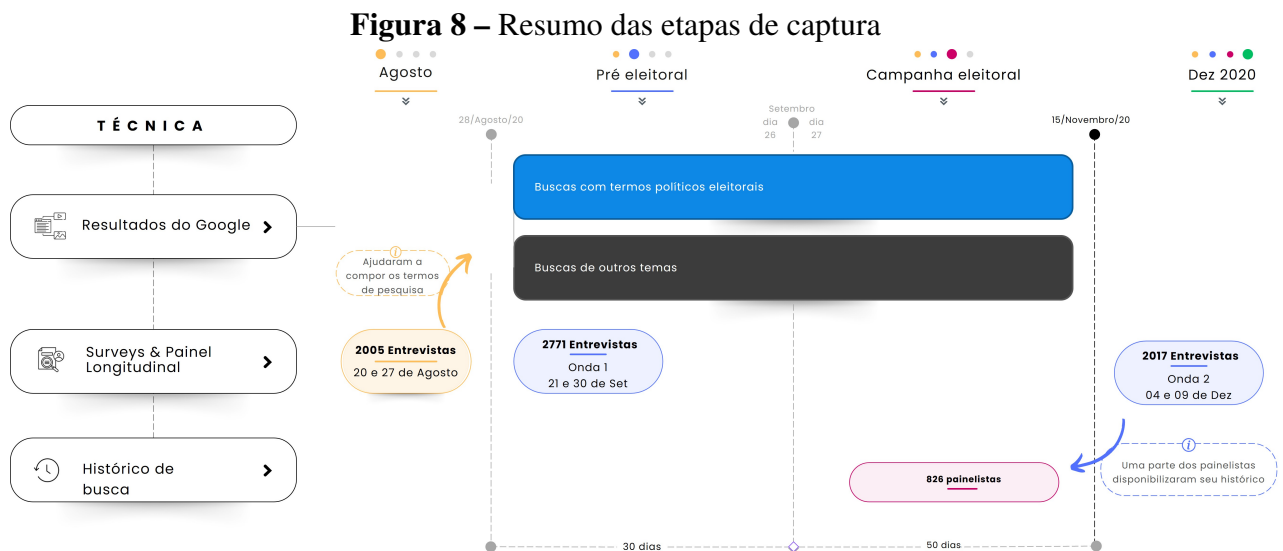 Figura 8 – Resumo das etapas de captura
Agosto
Pré eleitoral
Campanha eleitoral
Dez 2020
TÉCNICA
28/Agosto/20
Setembro
dia dia
26 27
15/Novembro/20
Buscas com termos políticos eleitorais
Resultados do Google
Ajudaram a
compor os termos
de pesquisa
Buscas de outros temas
Surveys & Painel
Longitudinal
2005 Entrevistas
20 e 27 de Agosto
2771 Entrevistas
Onda 1
21 e 30 de Set
2017 Entrevistas
Onda 2
04 e 09 de Dez
Histórico de
busca
826 painelistas
Uma parte dos painelistas
disponibilizaram seu histórico
30 dias
50 dias